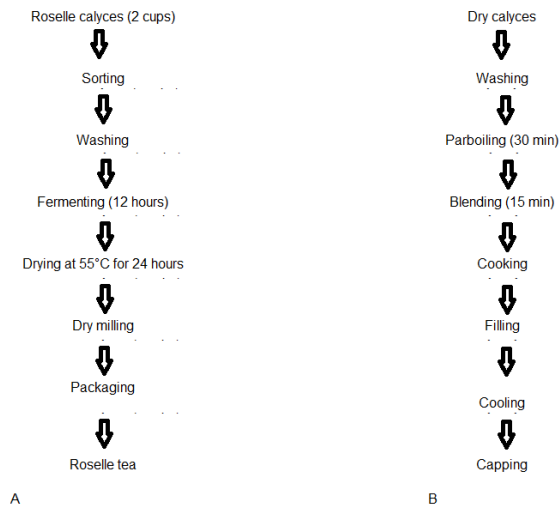 Roselle calyces (2 cups)
Sorting
Washing
Fermenting (12 hours)
Drying at 55°C for 24 hours
Dry milling
Packaging
Roselle tea
A
Dry calyces
Washing
Parboiling (30 min)
Blending (15 min)
Cooking
Filling
Cooling
Capping
B